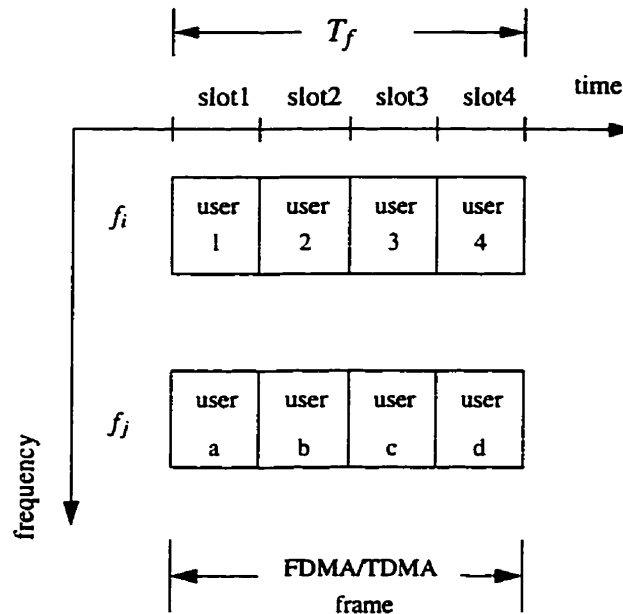 T_f
slot1 slot2 slot3 slot4 time
f_i user user user user
1 2 3 4
f_j user user user user
a b c d
frequency
FDMA/TDMA
frame